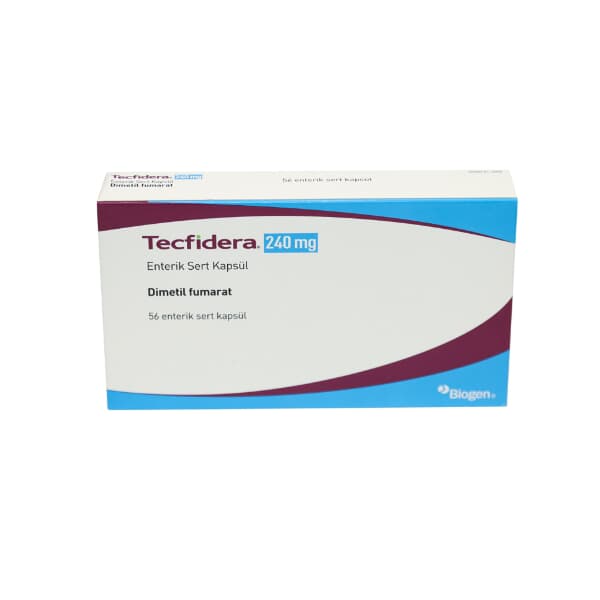 Tecfidera® 240 mg
Enterik Sert Kapsül
Dimetil fumarat
56 enterik sert kapsül
Tecfidera® 240 mg
Enterik Sert Kapsül
Dimetil fumarat
56 enterik sert kapsül
Biogen®